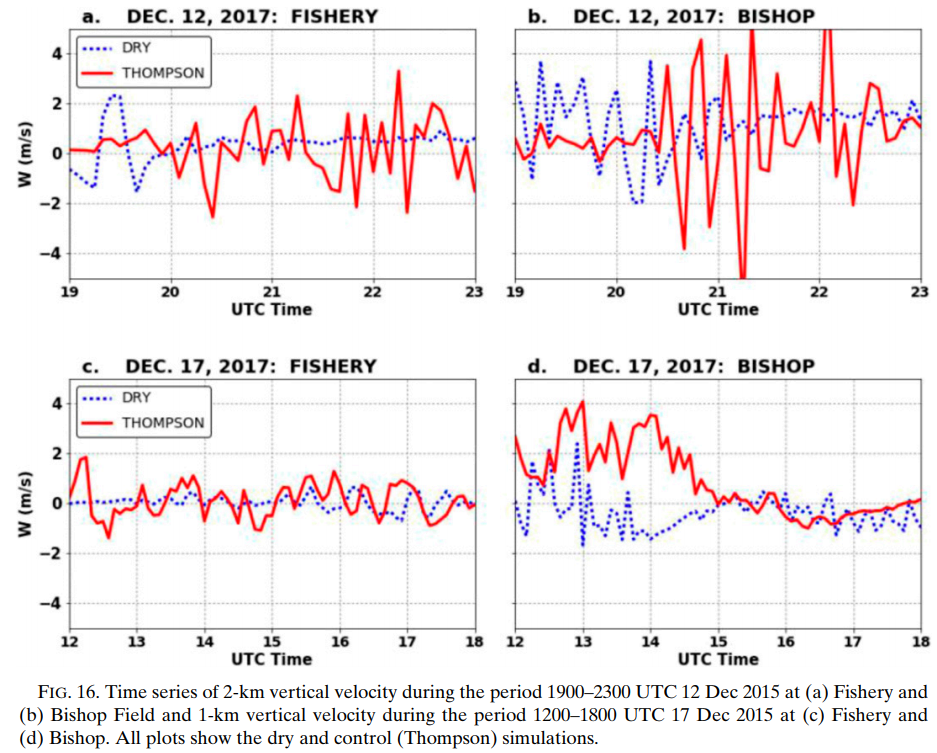 a. DEC. 12, 2017: FISHERY
DRY
THOMPSON
W (m/s)
4
2
0
−2
−4
19 20 21 22 23
UTC Time
b. DEC. 12, 2017: BISHOP
19 20 21 22 23
UTC Time
c. DEC. 17, 2017: FISHERY
DRY
THOMPSON
W (m/s)
4
2
0
−2
−4
12 13 14 15 16 17 18
UTC Time
d. DEC. 17, 2017: BISHOP
12 13 14 15 16 17 18
UTC Time
FIG. 16. Time series of 2-km vertical velocity during the period 1900–2300 UTC 12 Dec 2015 at (a) Fishery and
(b) Bishop Field and 1-km vertical velocity during the period 1200–1800 UTC 17 Dec 2015 at (c) Fishery and
(d) Bishop. All plots show the dry and control (Thompson) simulations.